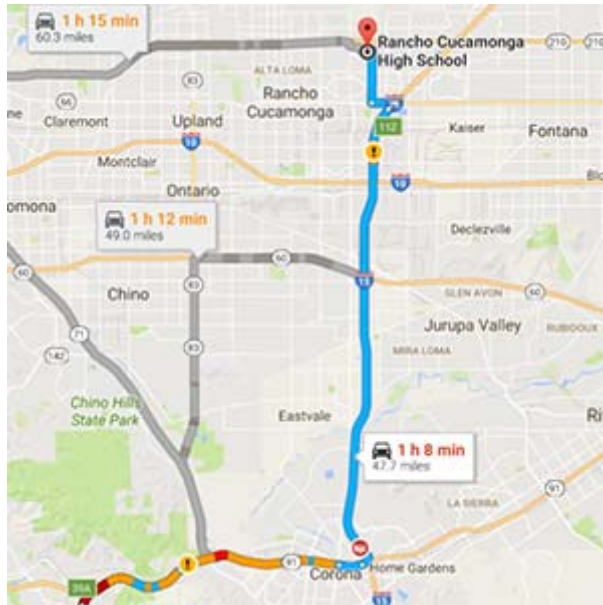 1 h 15 min
60.3 miles
Rancho Cucamonga
High School
210
210
83
ALTA LOMA
Rancho
Cucamonga
66
Claremont
Upland
112
Kaiser
Fontana
10
Montclair
Ontario
10
omona
1 h 12 min
49.0 miles
Declezville
60
60
83
15
Chino
GLEN AVON
60
71
Jurupa Valley
RUBIDOUX
142
83
MIRA LOMA
Chino Hills
State Park
Eastvale
1 h 8 min
47.7 miles
91
LA SIERRA
91
Corona
Home Gardens
39A
15